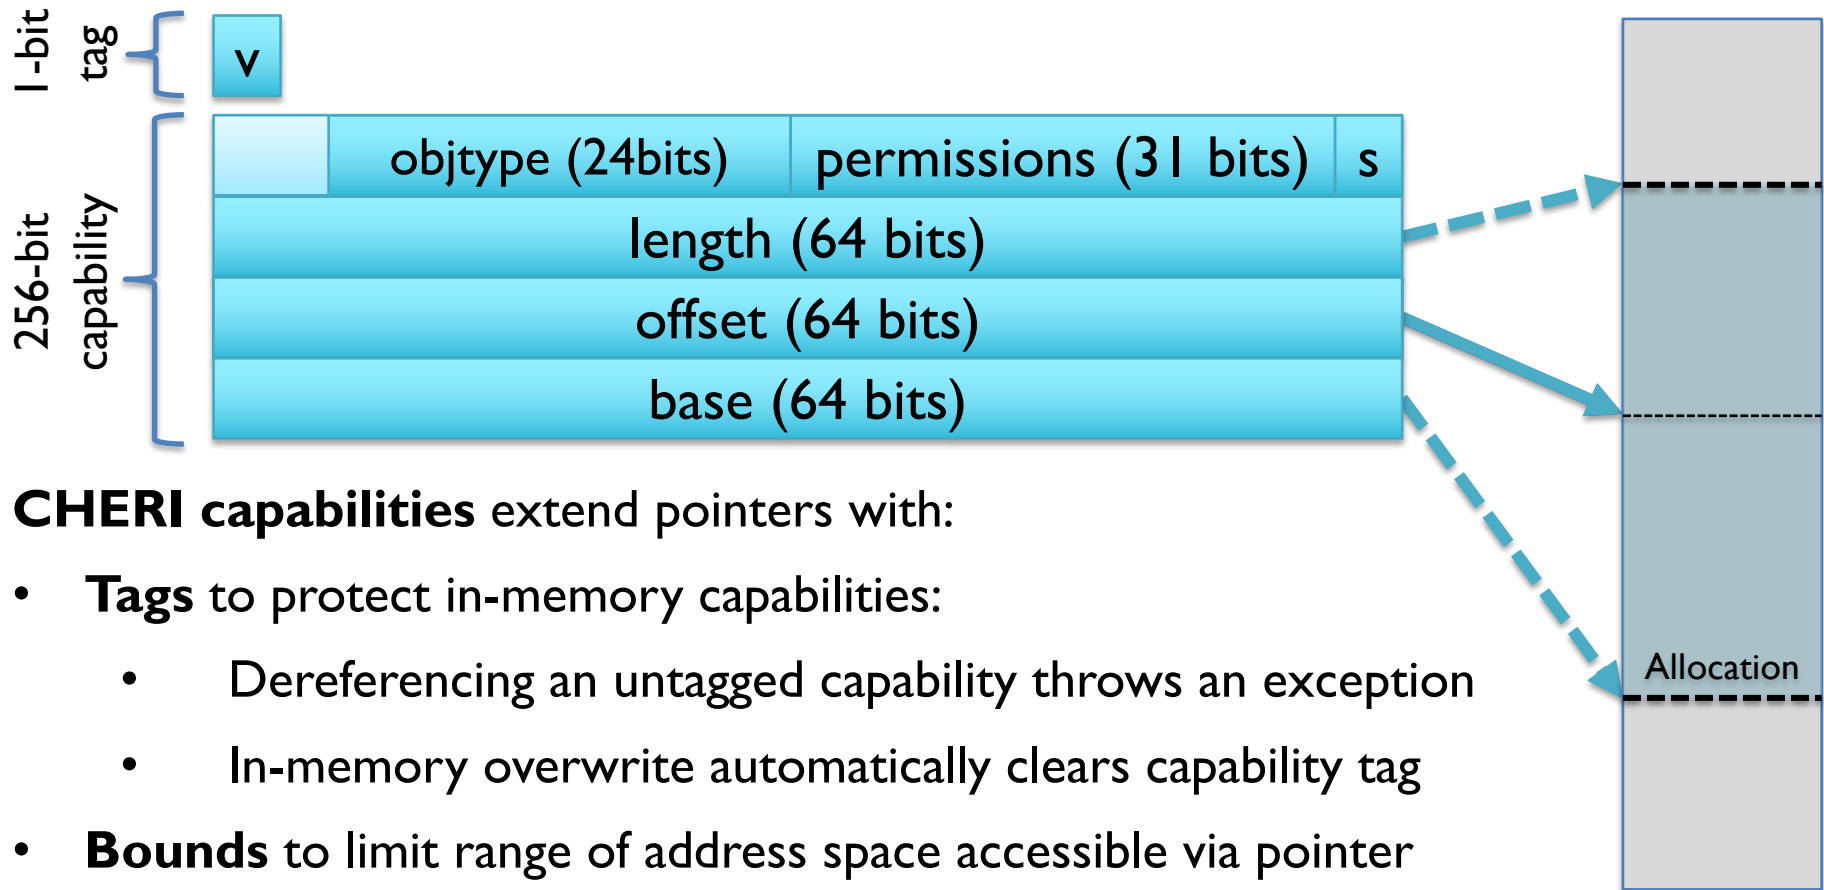 1-bit
tag
v
256-bit
capability
objtype (24bits)
permissions (31 bits)
s
length (64 bits)
offset (64 bits)
base (64 bits)
Allocation
CHERI capabilities extend pointers with:
• Tags to protect in-memory capabilities:
• Dereferencing an untagged capability throws an exception
• In-memory overwrite automatically clears capability tag
• Bounds to limit range of address space accessible via pointer